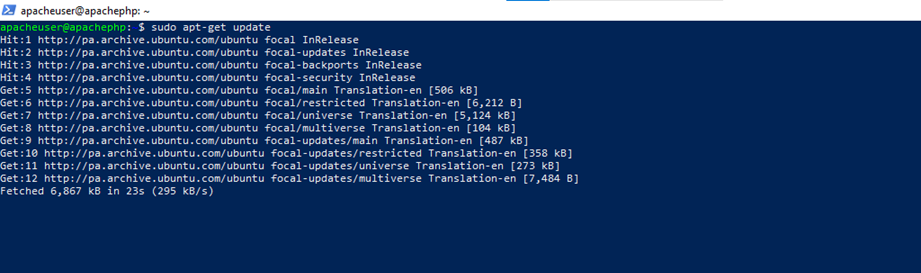 apacheuser@apachephp: ~
apacheuser@apachephp: $ sudo apt-get update
Hit:1 http://pa.archive.ubuntu.com/ubuntu focal InRelease
Hit:2 http://pa.archive.ubuntu.com/ubuntu focal-updates InRelease
Hit:3 http://pa.archive.ubuntu.com/ubuntu focal-backports InRelease
Hit:4 http://pa.archive.ubuntu.com/ubuntu focal-security InRelease
Get:5 http://pa.archive.ubuntu.com/ubuntu focal/main Translation-en [506 kB]
Get:6 http://pa.archive.ubuntu.com/ubuntu focal/restricted Translation-en [6,212 B]
Get:7 http://pa.archive.ubuntu.com/ubuntu focal/universe Translation-en [5,124 kB]
Get:8 http://pa.archive.ubuntu.com/ubuntu focal/multiverse Translation-en [104 kB]
Get:9 http://pa.archive.ubuntu.com/ubuntu focal-updates/main Translation-en [487 kB]
Get:10 http://pa.archive.ubuntu.com/ubuntu focal-updates/restricted Translation-en [358 kB]
Get:11 http://pa.archive.ubuntu.com/ubuntu focal-updates/universe Translation-en [273 kB]
Get:12 http://pa.archive.ubuntu.com/ubuntu focal-updates/multiverse Translation-en [7,484 B]
Fetched 6,867 kB in 23s (295 kB/s)